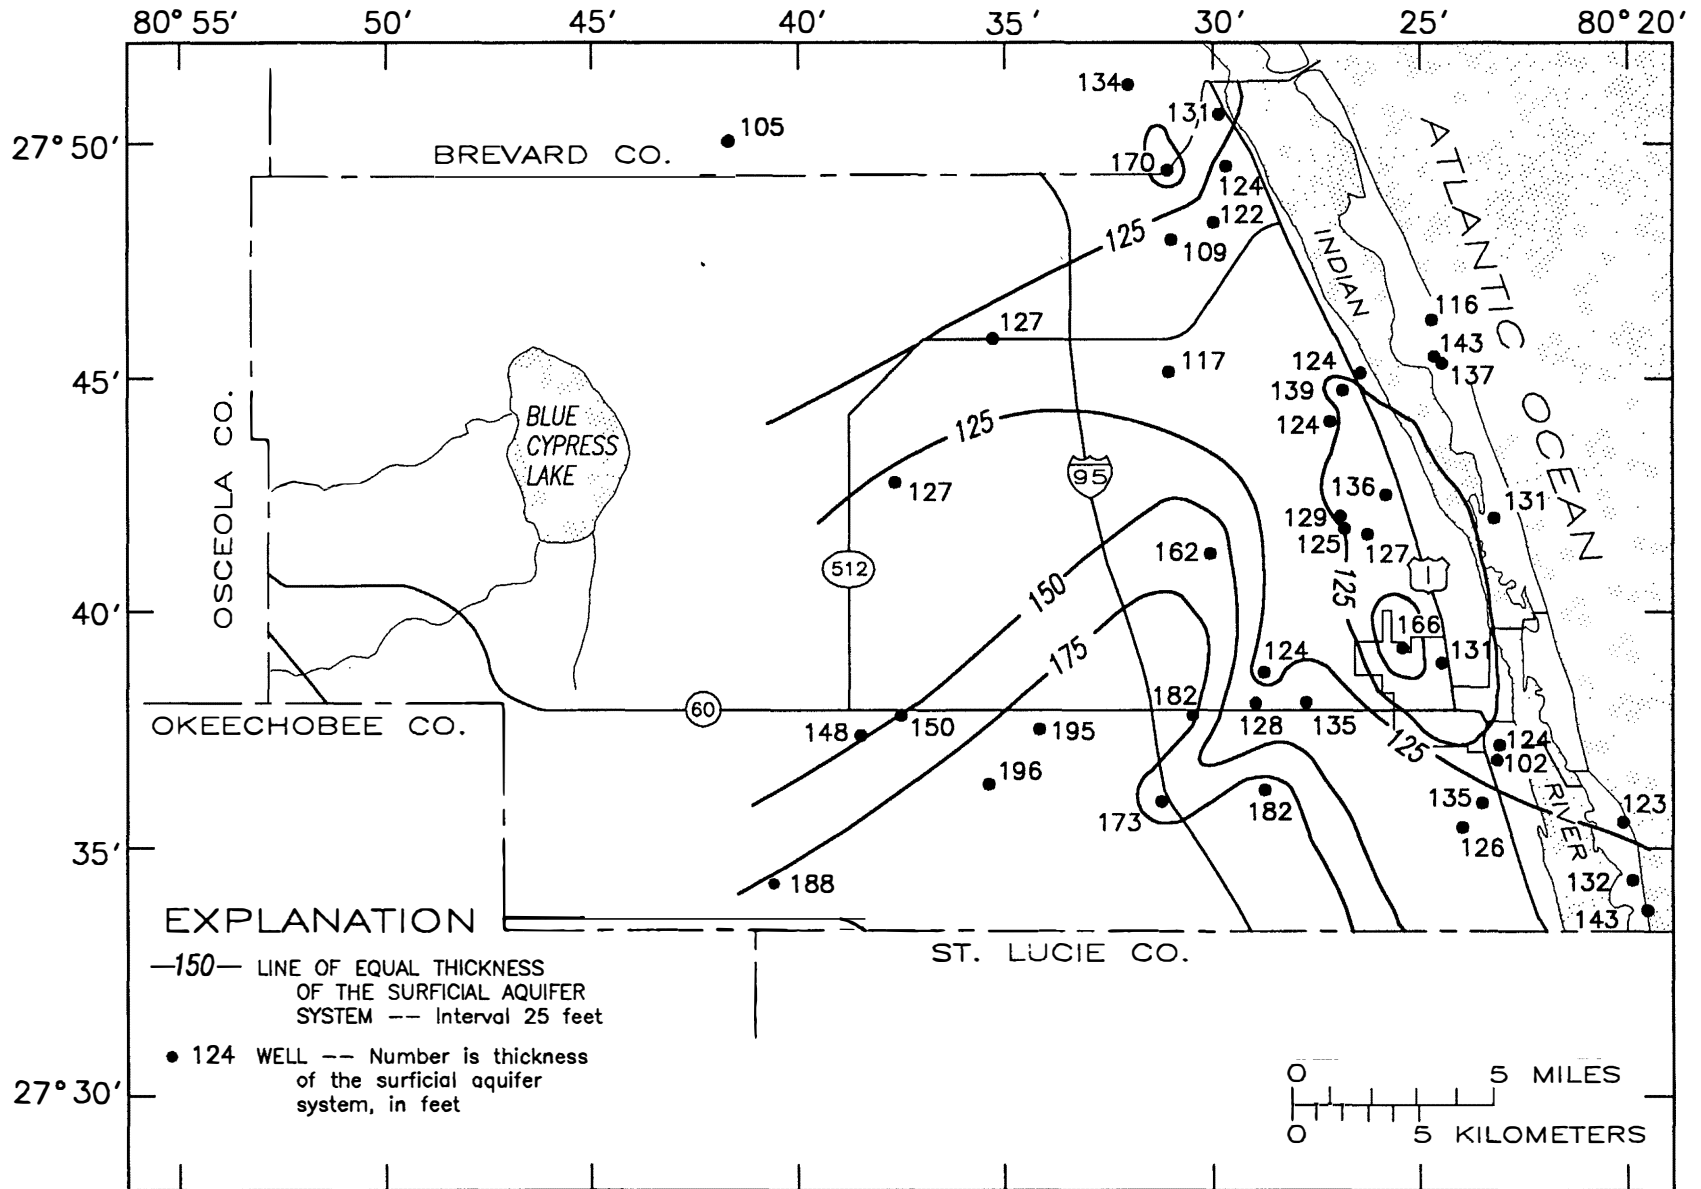 80° 55′ 50′ 45′ 40′ 35′ 30′ 25′ 80° 20′
134
131
105
27° 50′
BREVARD CO.
170
124
122
125
109
ATLANTIC OCEAN
INDIAN
116
127
143
137
117
124
45′
139
124
BLUE
CYPRESS
LAKE
OSCEOLA CO.
125
95
127
136
131
129
125
127
162
512
1
150
125
40′
166
175
124
131
182
60
OKEECHOBEE CO.
148
150
195
128
135
125
124
102
196
RIVER
135
123
173
182
126
35′
188
132
143
EXPLANATION
ST. LUCIE CO.
—150— LINE OF EQUAL THICKNESS
OF THE SURFICIAL AQUIFER
SYSTEM -- Interval 25 feet
● 124 WELL -- Number is thickness
of the surficial aquifer
system, in feet
27° 30′
0 5 MILES
0 5 KILOMETERS